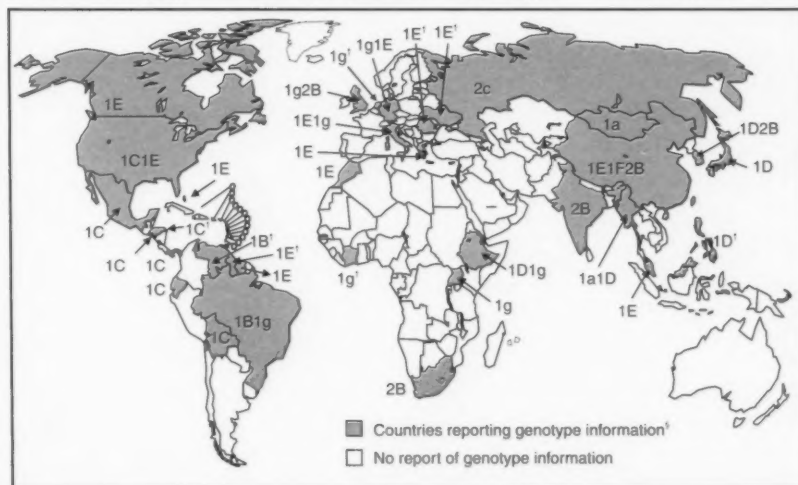 1g1E 1E† 1E†
1g†
1g2B
2c
1E
1a
1D2B
1E1g
1C1E
1E1F2B
1E
1E
1D
1E
2B
1C
1C†
1B†
1D†
1E†
1C
1C
1E
1g†
1D1g
1a1D
1C
1g
1E
1B1g
1C
2B
Countries reporting genotype information§
No report of genotype information